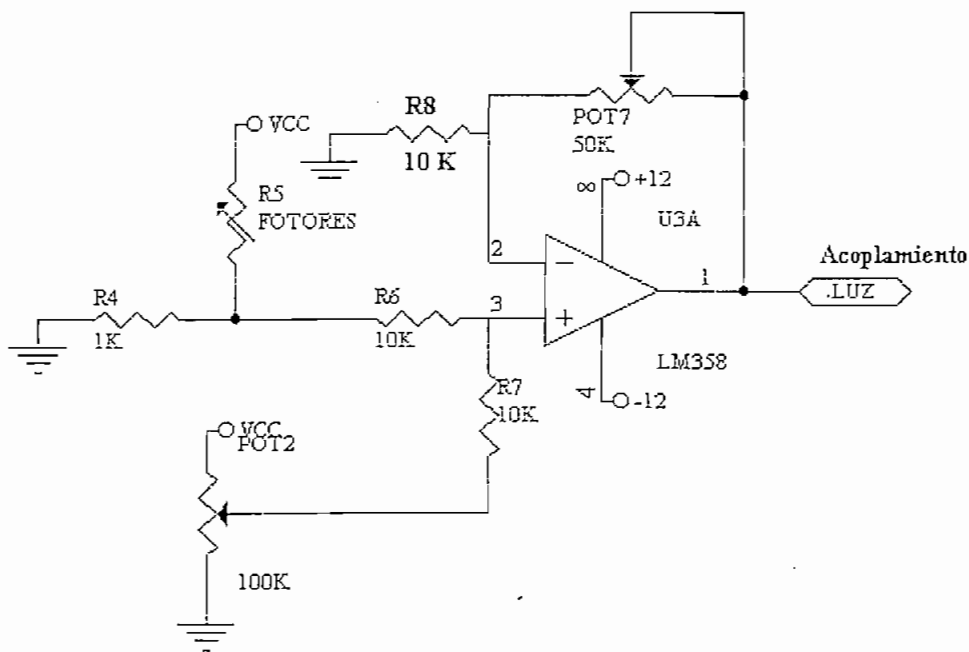 R8
10 K
POT7
50K
VCC
R5
FOTORES
8
+12
U3A
2
1
Acoplamiento
.LUZ
R4
1K
R6
10K
3
LM358
4
-12
R7
10K
VCC
POT2
100K